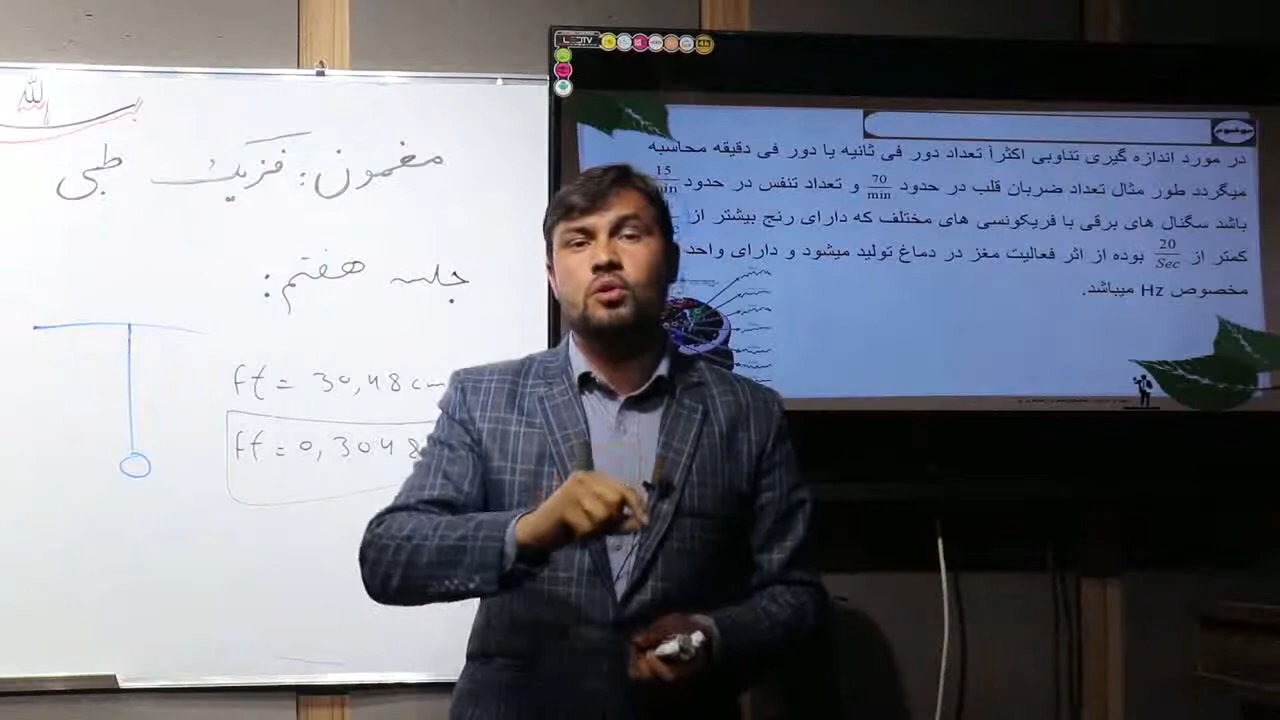 الله
مضمون: فزیک طبی
جلسه هفتم:
ft = 30,48 cm
ft = 0,3048
LEDTV
4K
موضوع
در مورد اندازه گیری تناوبی اکثراً تعداد دور فی ثانیه یا دور فی دقیقه محاسبه
میگردد طور مثال تعداد ضربان قلب در حدود 70/min و تعداد تنفس در حدود 15/min
باشد سگنال های برقی با فریکونسی های مختلف که دارای رنج بیشتر از
کمتر از 20/Sec بوده از اثر فعالیت مغز در دماغ تولید میشود و دارای واحد
مخصوص Hz میباشد.